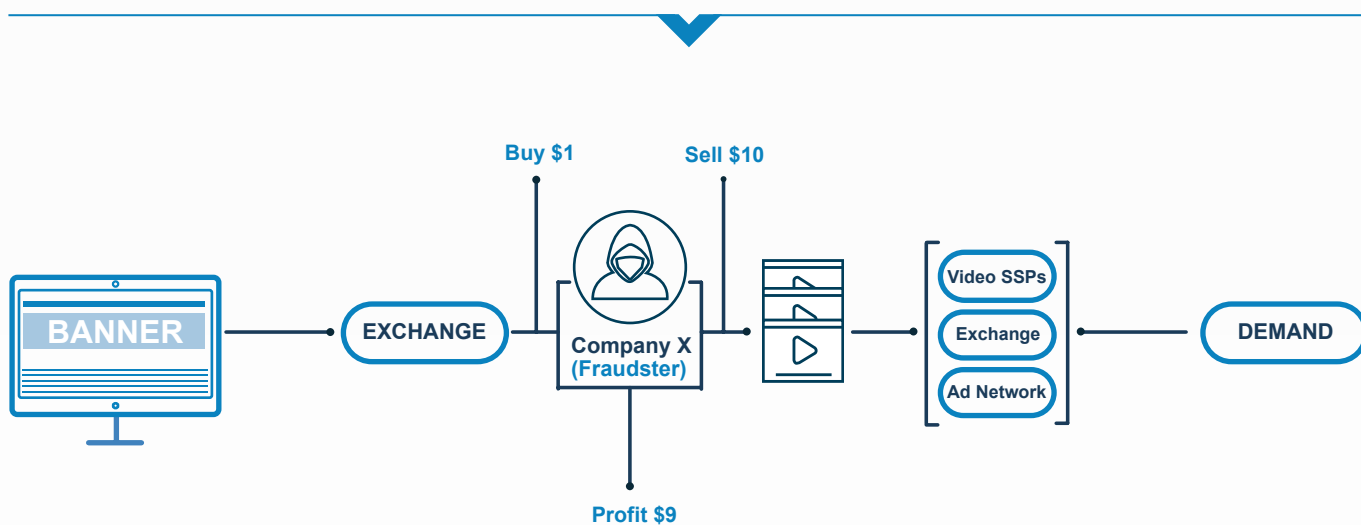 Buy $1
Sell $10
BANNER
EXCHANGE
Company X
(Fraudster)
Profit $9
Video SSPs
Exchange
Ad Network
DEMAND